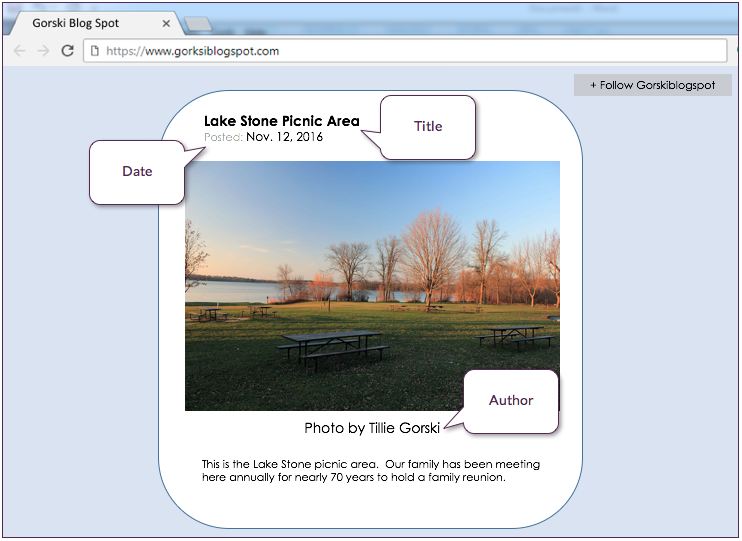 Gorski Blog Spot
https://www.gorksiblogspot.com
+ Follow Gorskiblogspot
Lake Stone Picnic Area
Posted: Nov. 12, 2016
Title
Date
Author
Photo by Tillie Gorski
This is the Lake Stone picnic area. Our family has been meeting
here annually for nearly 70 years to hold a family reunion.